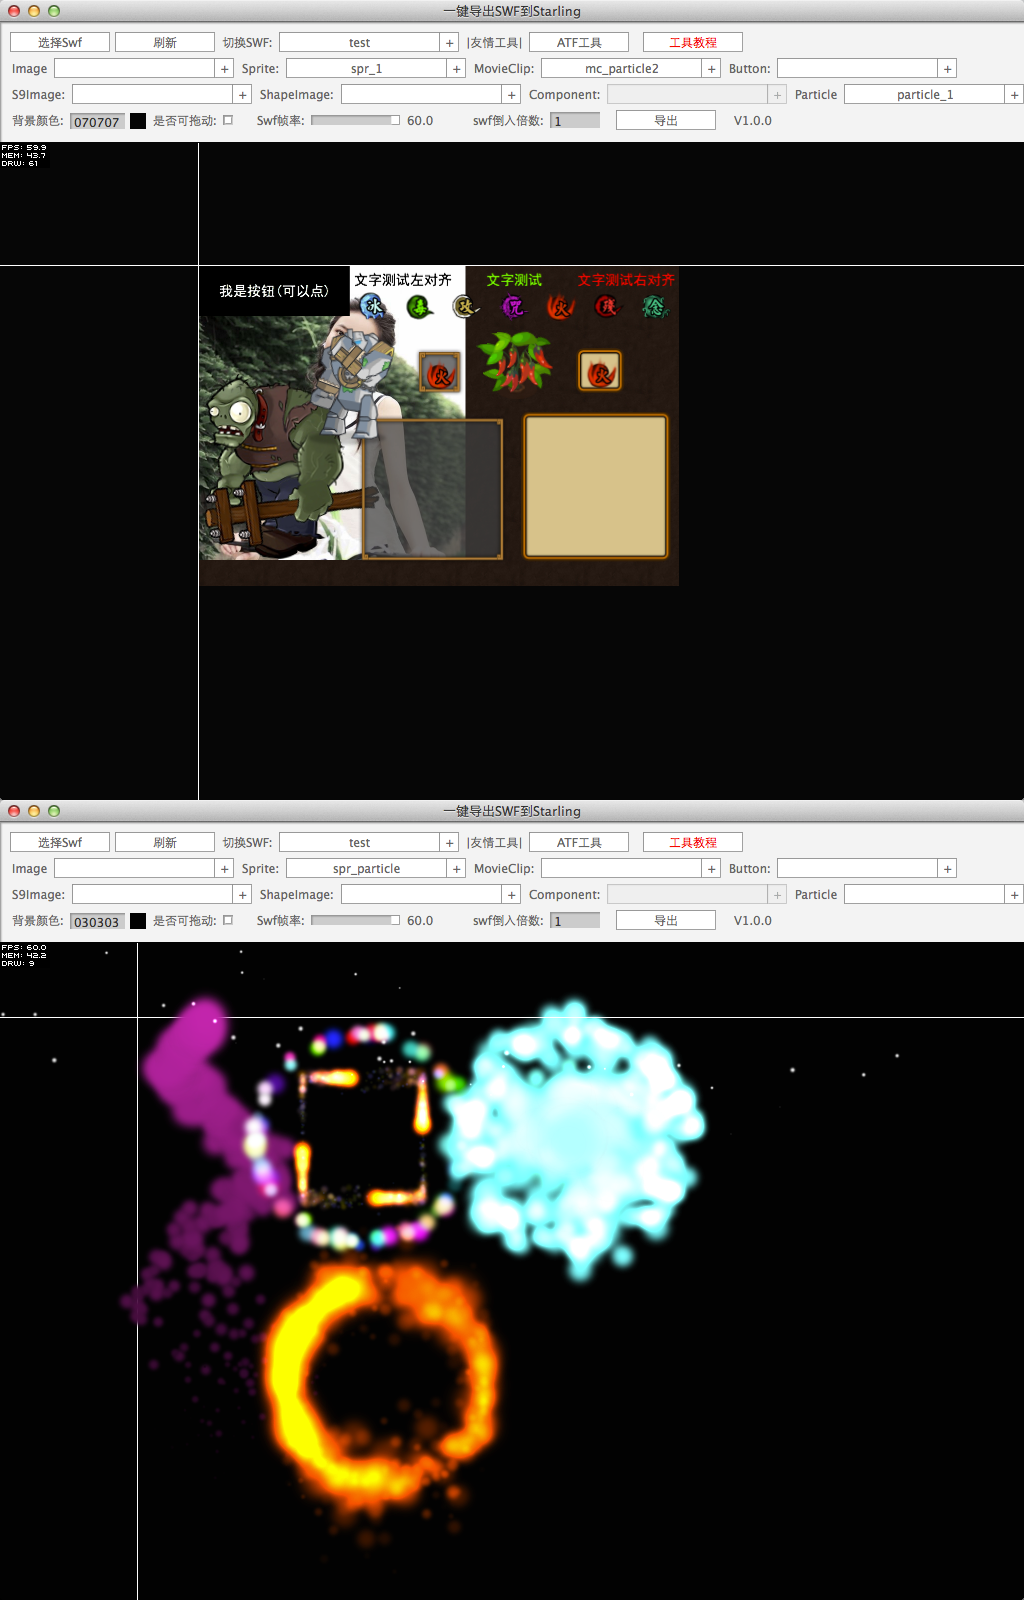 一键导出SWF到Starling
选择Swf 刷新 切换SWF: test + |友情工具| ATF工具 工具教程
Image + Sprite: spr_1 + MovieClip: mc_particle2 + Button: +
S9Image: + ShapeImage: + Component: + Particle particle_1 +
背景颜色: 070707 是否可拖动: Swf帧率: 60.0 swf倒入倍数: 1 导出 V1.0.0
FPS: 59.9
MEM: 43.7
DRW: 61
我是按钮(可以点) 文字测试左对齐 文字测试 文字测试右对齐
冰 毒 攻 咒 火 残 念
火 火
一键导出SWF到Starling
选择Swf 刷新 切换SWF: test + |友情工具| ATF工具 工具教程
Image + Sprite: spr_particle + MovieClip: + Button: +
S9Image: + ShapeImage: + Component: + Particle +
背景颜色: 030303 是否可拖动: Swf帧率: 60.0 swf倒入倍数: 1 导出 V1.0.0
FPS: 60.0
MEM: 42.2
DRW: 9